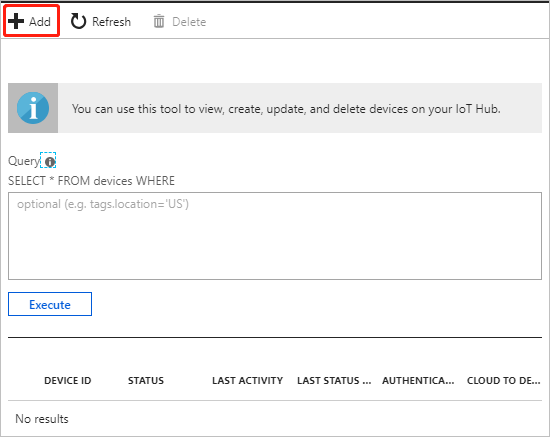 Add Refresh Delete
You can use this tool to view, create, update, and delete devices on your IoT Hub.
Query
SELECT * FROM devices WHERE
optional (e.g. tags.location='US')
Execute
DEVICE ID STATUS LAST ACTIVITY LAST STATUS ... AUTHENTICA... CLOUD TO DE...
No results